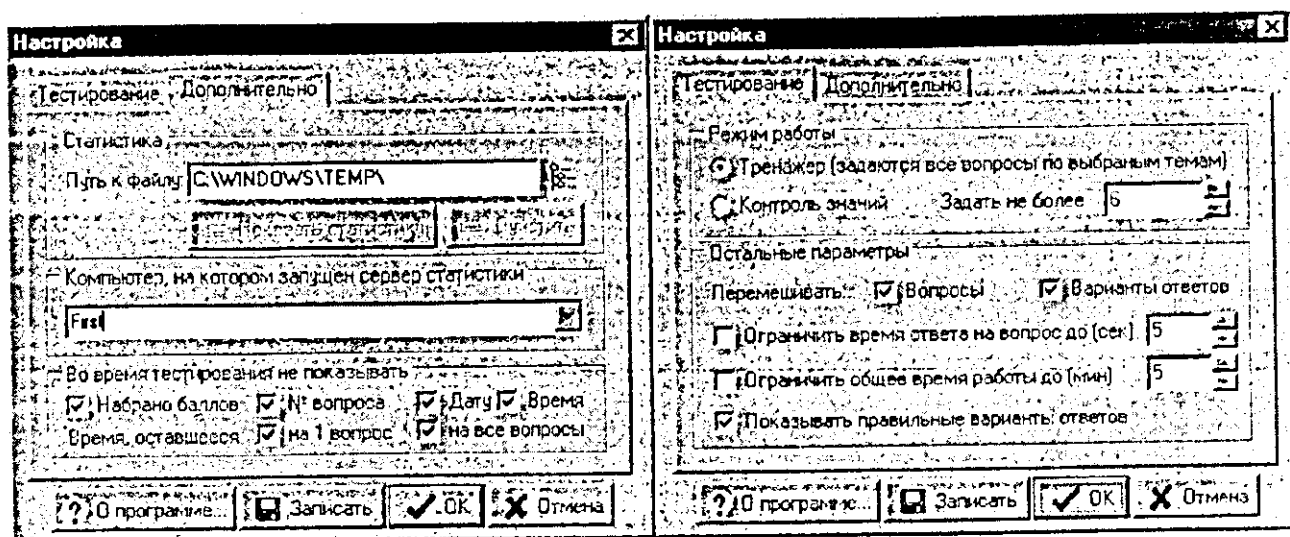 Настройка
Тестирование Дополнительно
Статистика
Путь к файлу C:\WINDOWS\TEMP\
Компьютер, на котором запущен сервер статистики
First
Во время тестирования не показывать
Набрано баллов № вопроса Дату Время
Время, оставшееся на 1 вопрос на все вопросы
? О программе... Записать OK Отмена
Настройка
Тестирование Дополнительно
Режим работы
Тренажер (задаются все вопросы по выбраным темам)
Контроль знаний Задать не более 6
Остальные параметры
Перемешивать: Вопросы Варианты ответов
Ограничить время ответа на вопрос до (сек) 5
Ограничить общее время работы до (мин) 5
Показывать правильные варианты ответов
? О программе... Записать OK Отмена